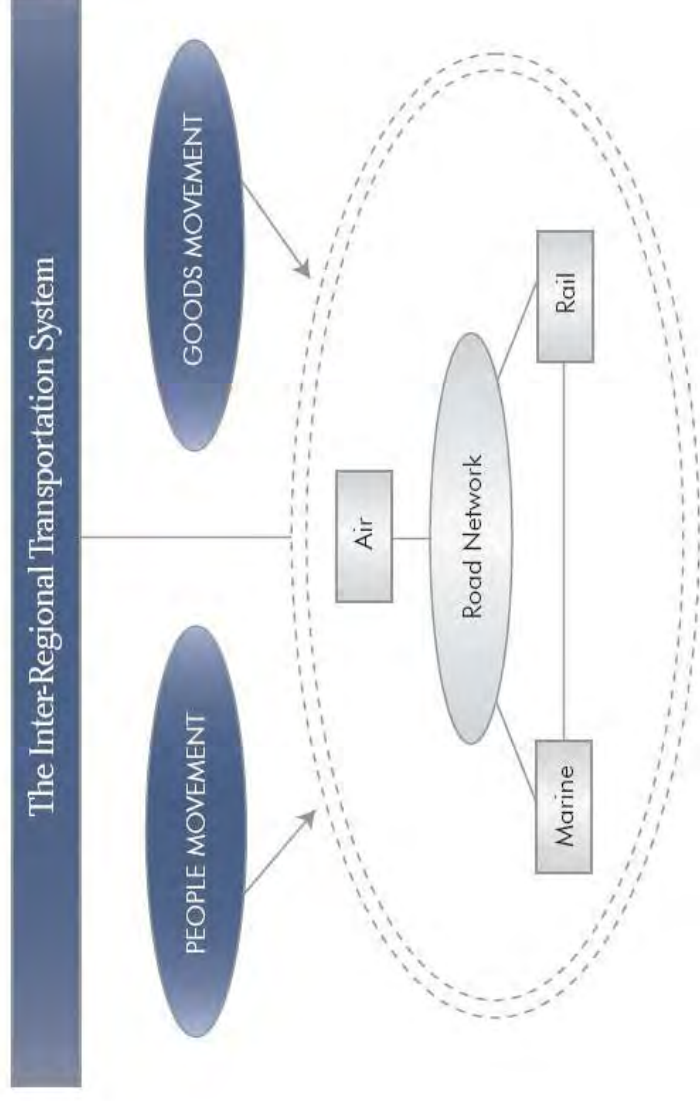 The Inter-Regional Transportation System
PEOPLE MOVEMENT
GOODS MOVEMENT
Air
Road Network
Marine
Rail